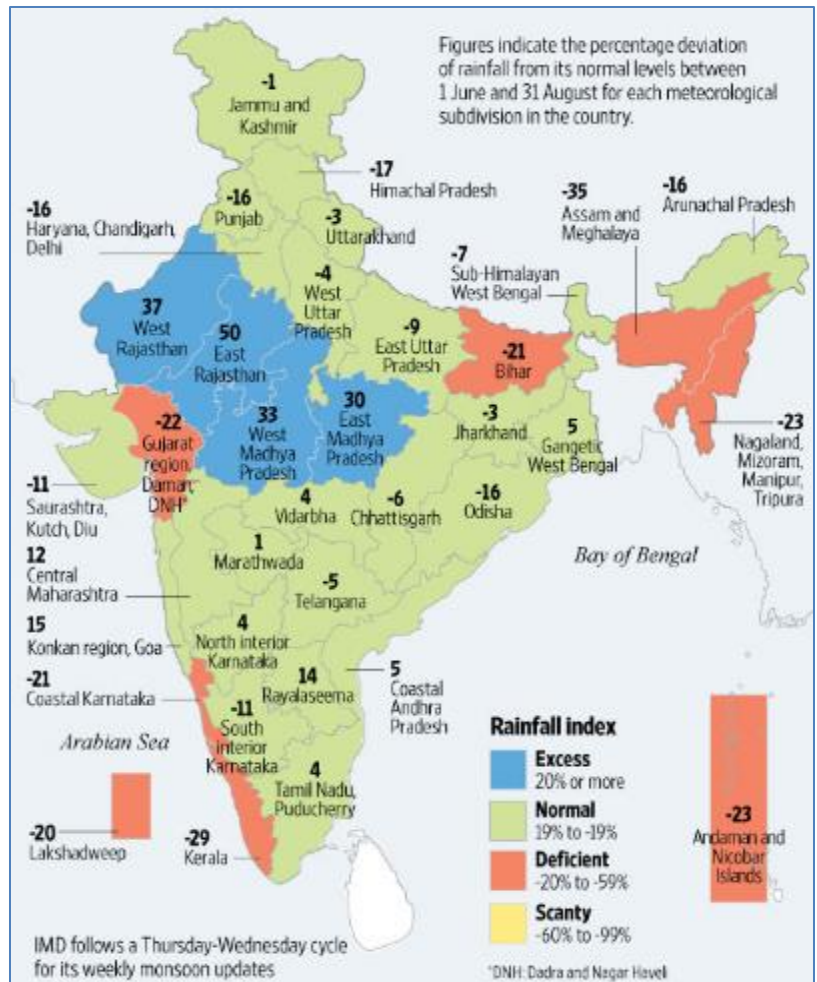 Figures indicate the percentage deviation
of rainfall from its normal levels between
1 June and 31 August for each meteorological
subdivision in the country.
-1
Jammu and
Kashmir
-17
Himachal Pradesh
-16
Punjab
-16
Haryana, Chandigarh,
Delhi
-3
Uttarakhand
-35
Assam and
Meghalaya
-16
Arunachal Pradesh
-7
Sub-Himalayan
West Bengal
-4
West
Uttar
Pradesh
37
West
Rajasthan
50
East
Rajasthan
-9
East Uttar
Pradesh
-21
Bihar
-22
Gujarat
region,
Daman,
DNH*
33
West
Madhya
Pradesh
30
East
Madhya
Pradesh
-3
Jharkhand
5
Gangetic
West Bengal
-23
Nagaland,
Mizoram,
Manipur,
Tripura
-11
Saurashtra,
Kutch, Diu
4
Vidarbha
-6
Chhattisgarh
-16
Odisha
12
Central
Maharashtra
1
Marathwada
-5
Telangana
Bay of Bengal
15
Konkan region, Goa
4
North interior
Karnataka
-21
Coastal Karnataka
14
Rayalaseema
5
Coastal
Andhra
Pradesh
-11
South
interior
Karnataka
Arabian Sea
4
Tamil Nadu,
Puducherry
-20
Lakshadweep
-29
Kerala
Rainfall index
Excess
20% or more
Normal
19% to -19%
Deficient
-20% to -59%
Scanty
-60% to -99%
-23
Andaman and
Nicobar
Islands
IMD follows a Thursday-Wednesday cycle
for its weekly monsoon updates
*DNH: Dadra and Nagar Haveli